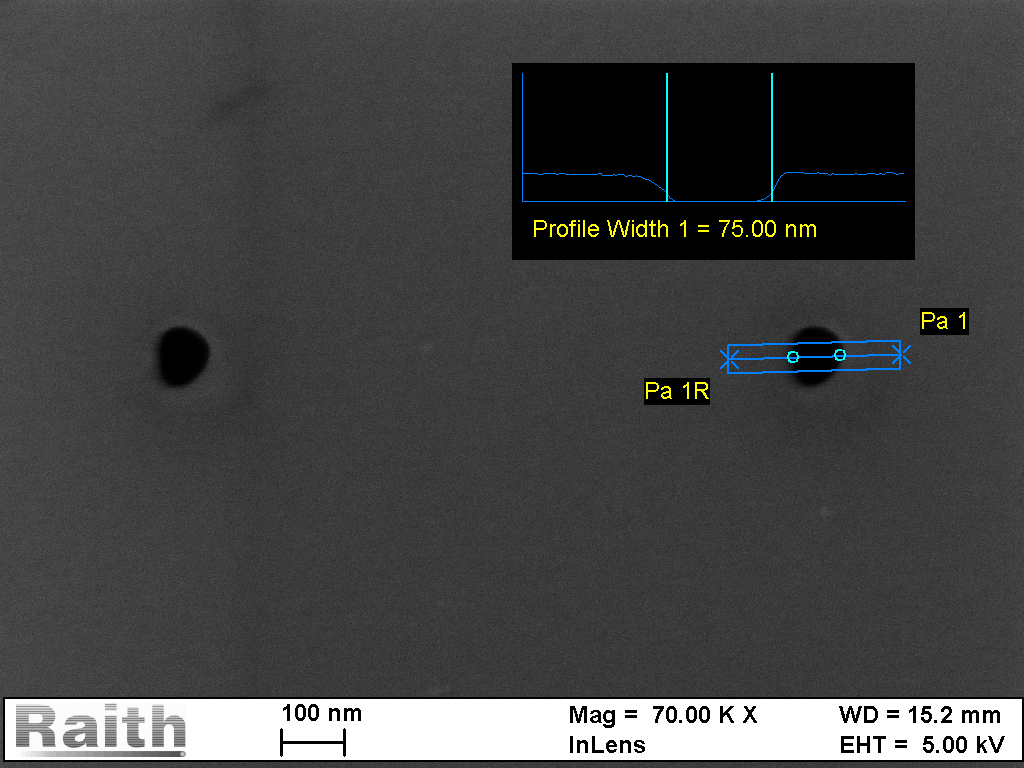 Profile Width 1 = 75.00 nm
Pa 1
Pa 1R
Raith
100 nm
Mag = 70.00 K X
WD = 15.2 mm
InLens
EHT = 5.00 kV